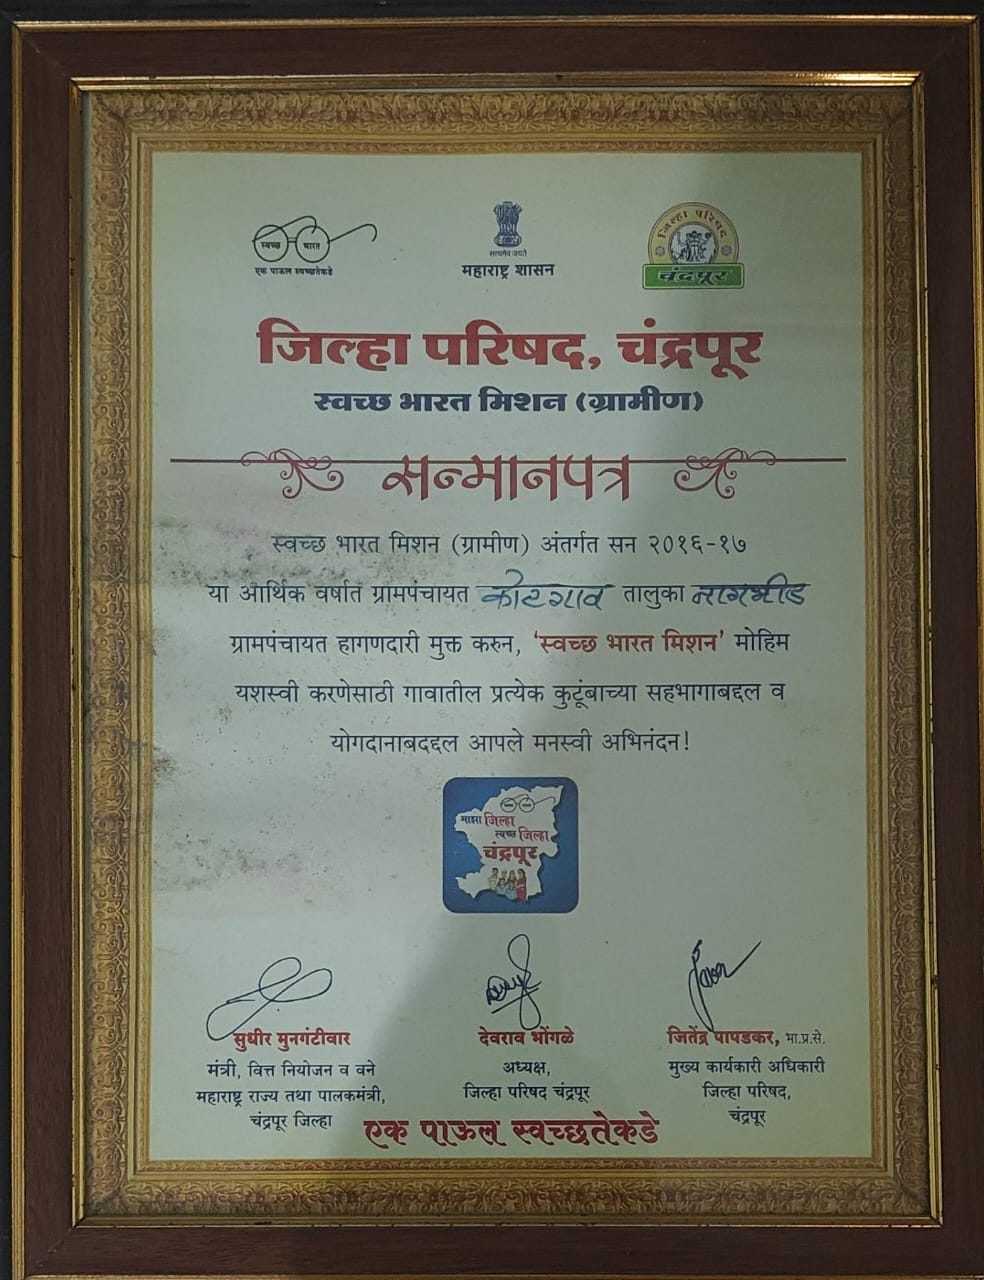 स्वच्छ भारत
एक पाऊल स्वच्छतेकडे
सत्यमेव जयते
महाराष्ट्र शासन
जिल्हा परिषद
चंद्रपूर
जिल्हा परिषद, चंद्रपूर
स्वच्छ भारत मिशन (ग्रामीण)
सन्मानपत्र
स्वच्छ भारत मिशन (ग्रामीण) अंतर्गत सन २०१६-१७
या आर्थिक वर्षात ग्रामपंचायत कोटगाव तालुका नागभीड
ग्रामपंचायत हागणदारी मुक्त करुन, 'स्वच्छ भारत मिशन' मोहिम
यशस्वी करणेसाठी गावातील प्रत्येक कुटूंबाच्या सहभागाबद्दल व
योगदानाबदद्दल आपले मनस्वी अभिनंदन!
माझा जिल्हा
स्वच्छ जिल्हा
चंद्रपूर
सुधीर मुनगंटीवार
मंत्री, वित्त नियोजन व वने
महाराष्ट्र राज्य तथा पालकमंत्री,
चंद्रपूर जिल्हा
देवराव भोंगळे
अध्यक्ष,
जिल्हा परिषद चंद्रपूर
जितेंद्र पापडकर, भा.प्र.से.
मुख्य कार्यकारी अधिकारी
जिल्हा परिषद,
चंद्रपूर
एक पाऊल स्वच्छतेकडे